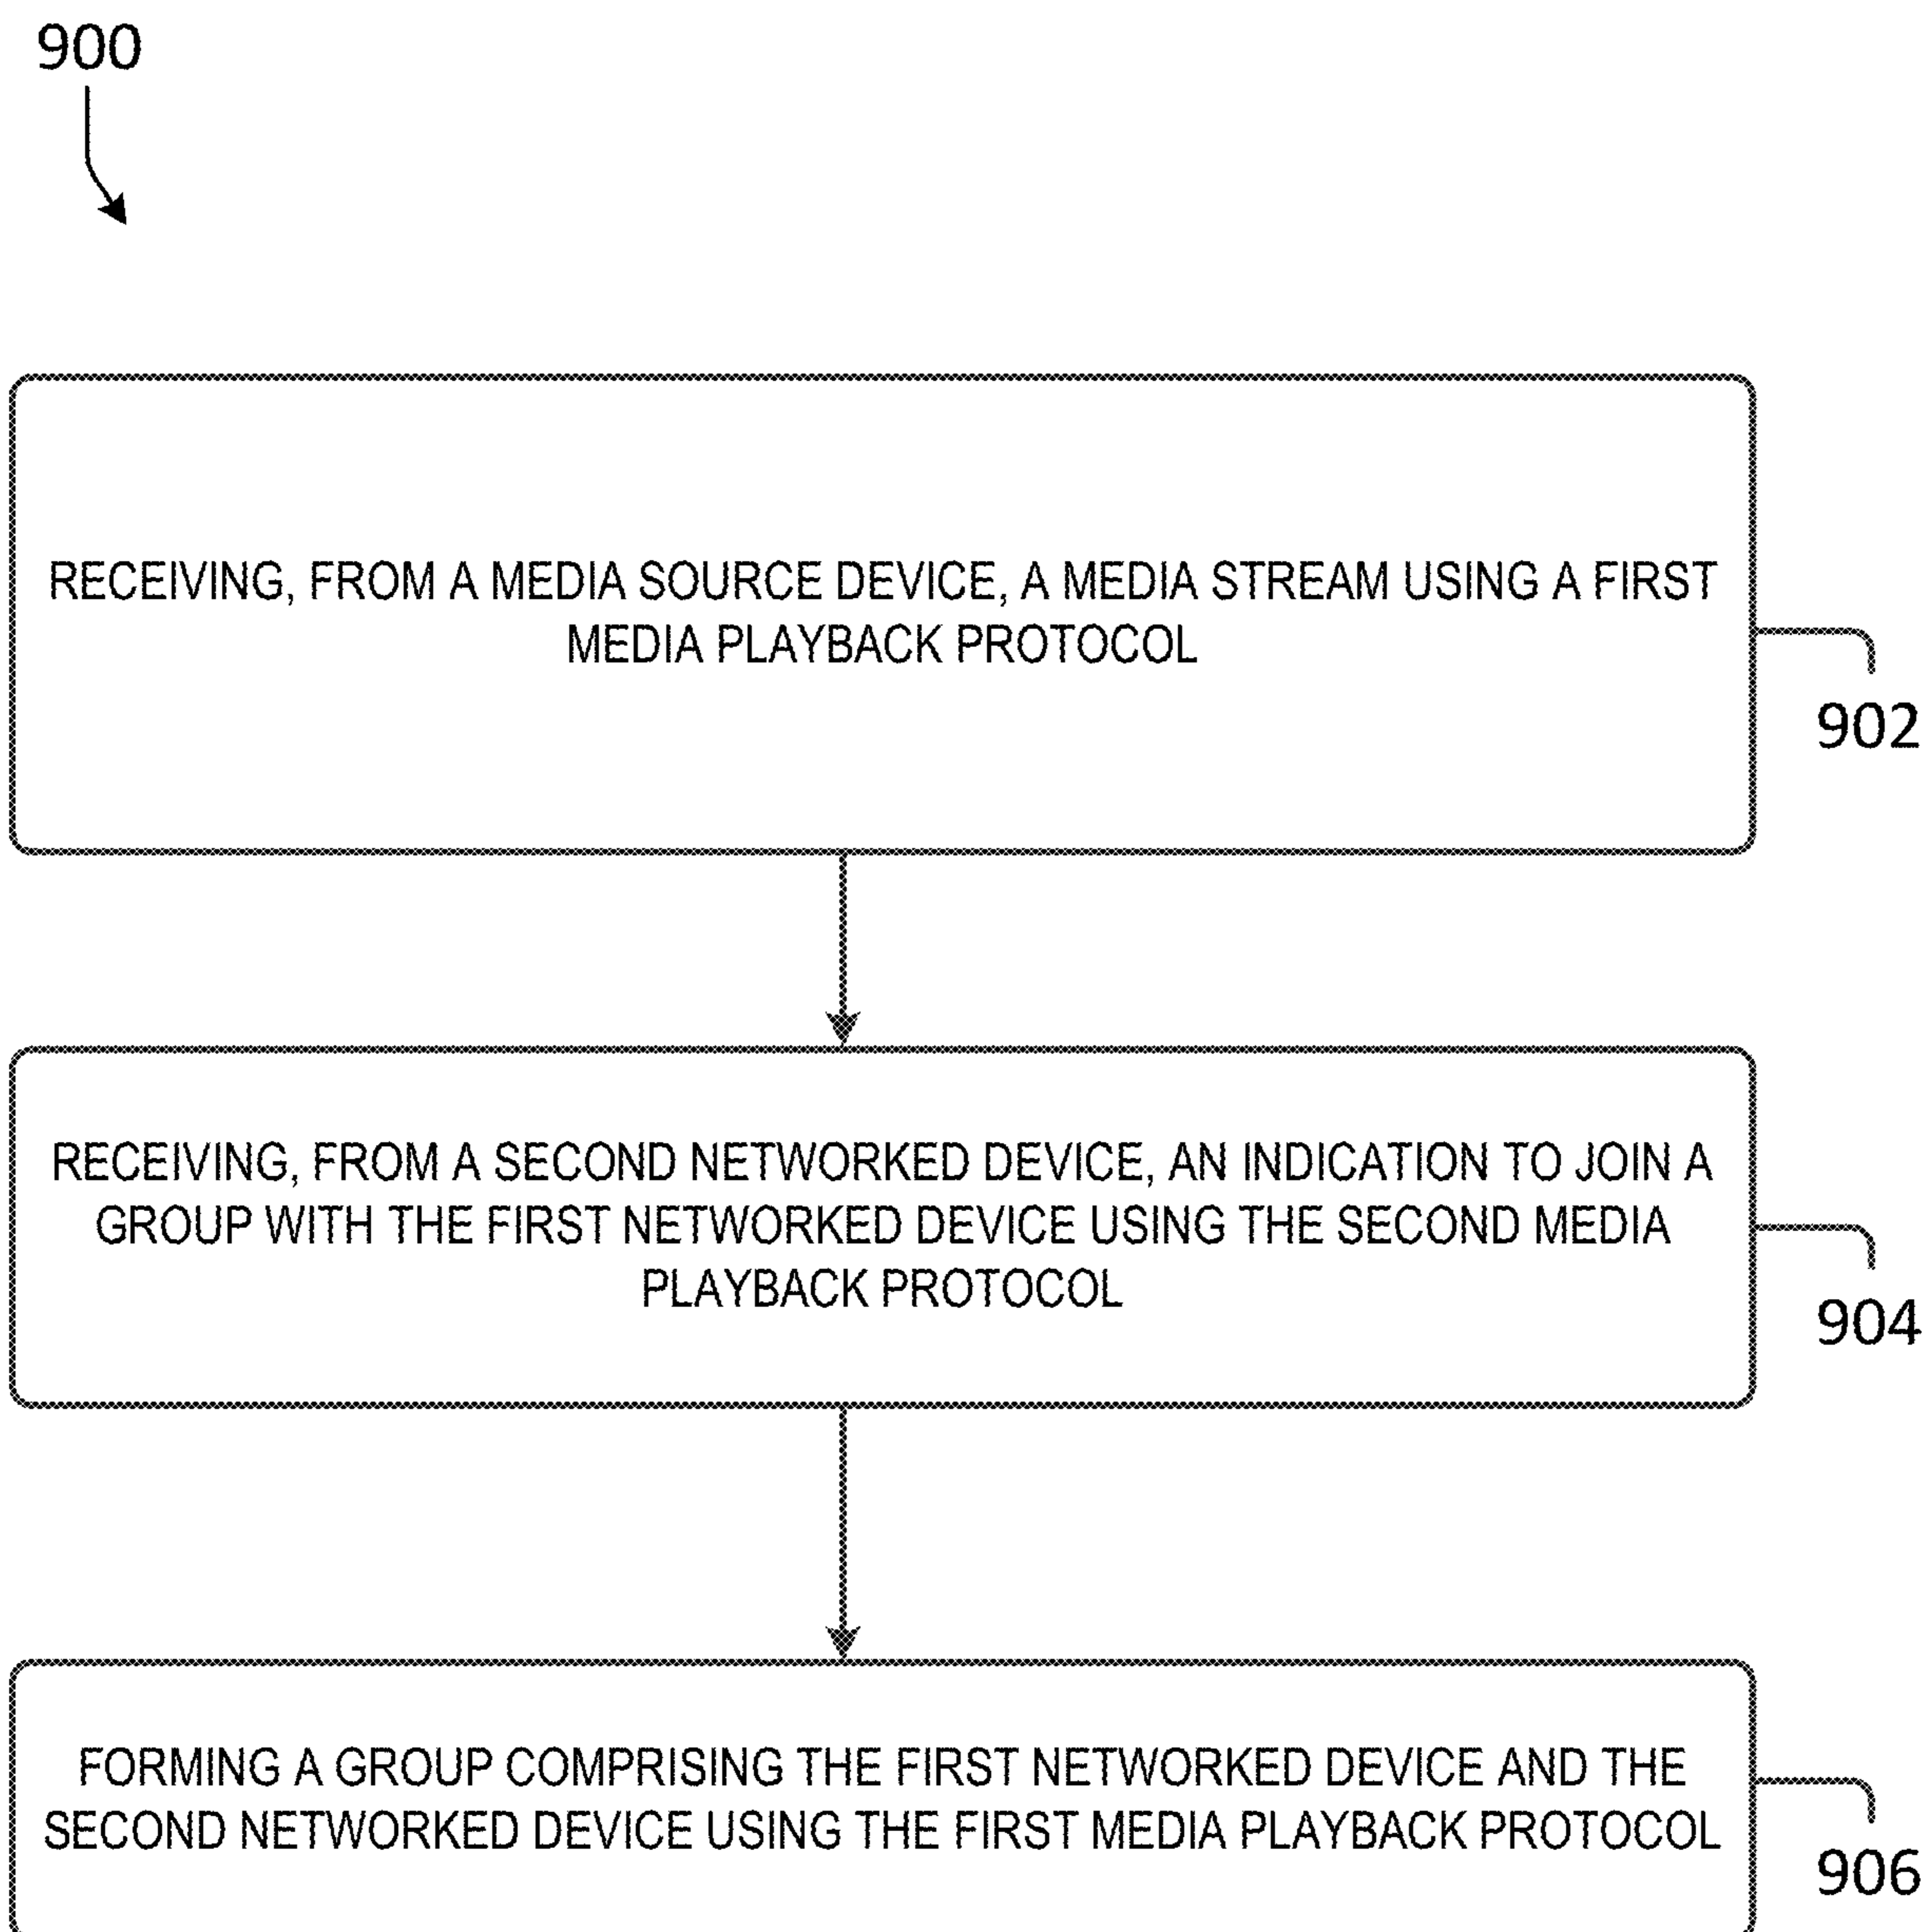 900
RECEIVING, FROM A MEDIA SOURCE DEVICE, A MEDIA STREAM USING A FIRST
MEDIA PLAYBACK PROTOCOL
902
RECEIVING, FROM A SECOND NETWORKED DEVICE, AN INDICATION TO JOIN A
GROUP WITH THE FIRST NETWORKED DEVICE USING THE SECOND MEDIA
PLAYBACK PROTOCOL
904
FORMING A GROUP COMPRISING THE FIRST NETWORKED DEVICE AND THE
SECOND NETWORKED DEVICE USING THE FIRST MEDIA PLAYBACK PROTOCOL
906